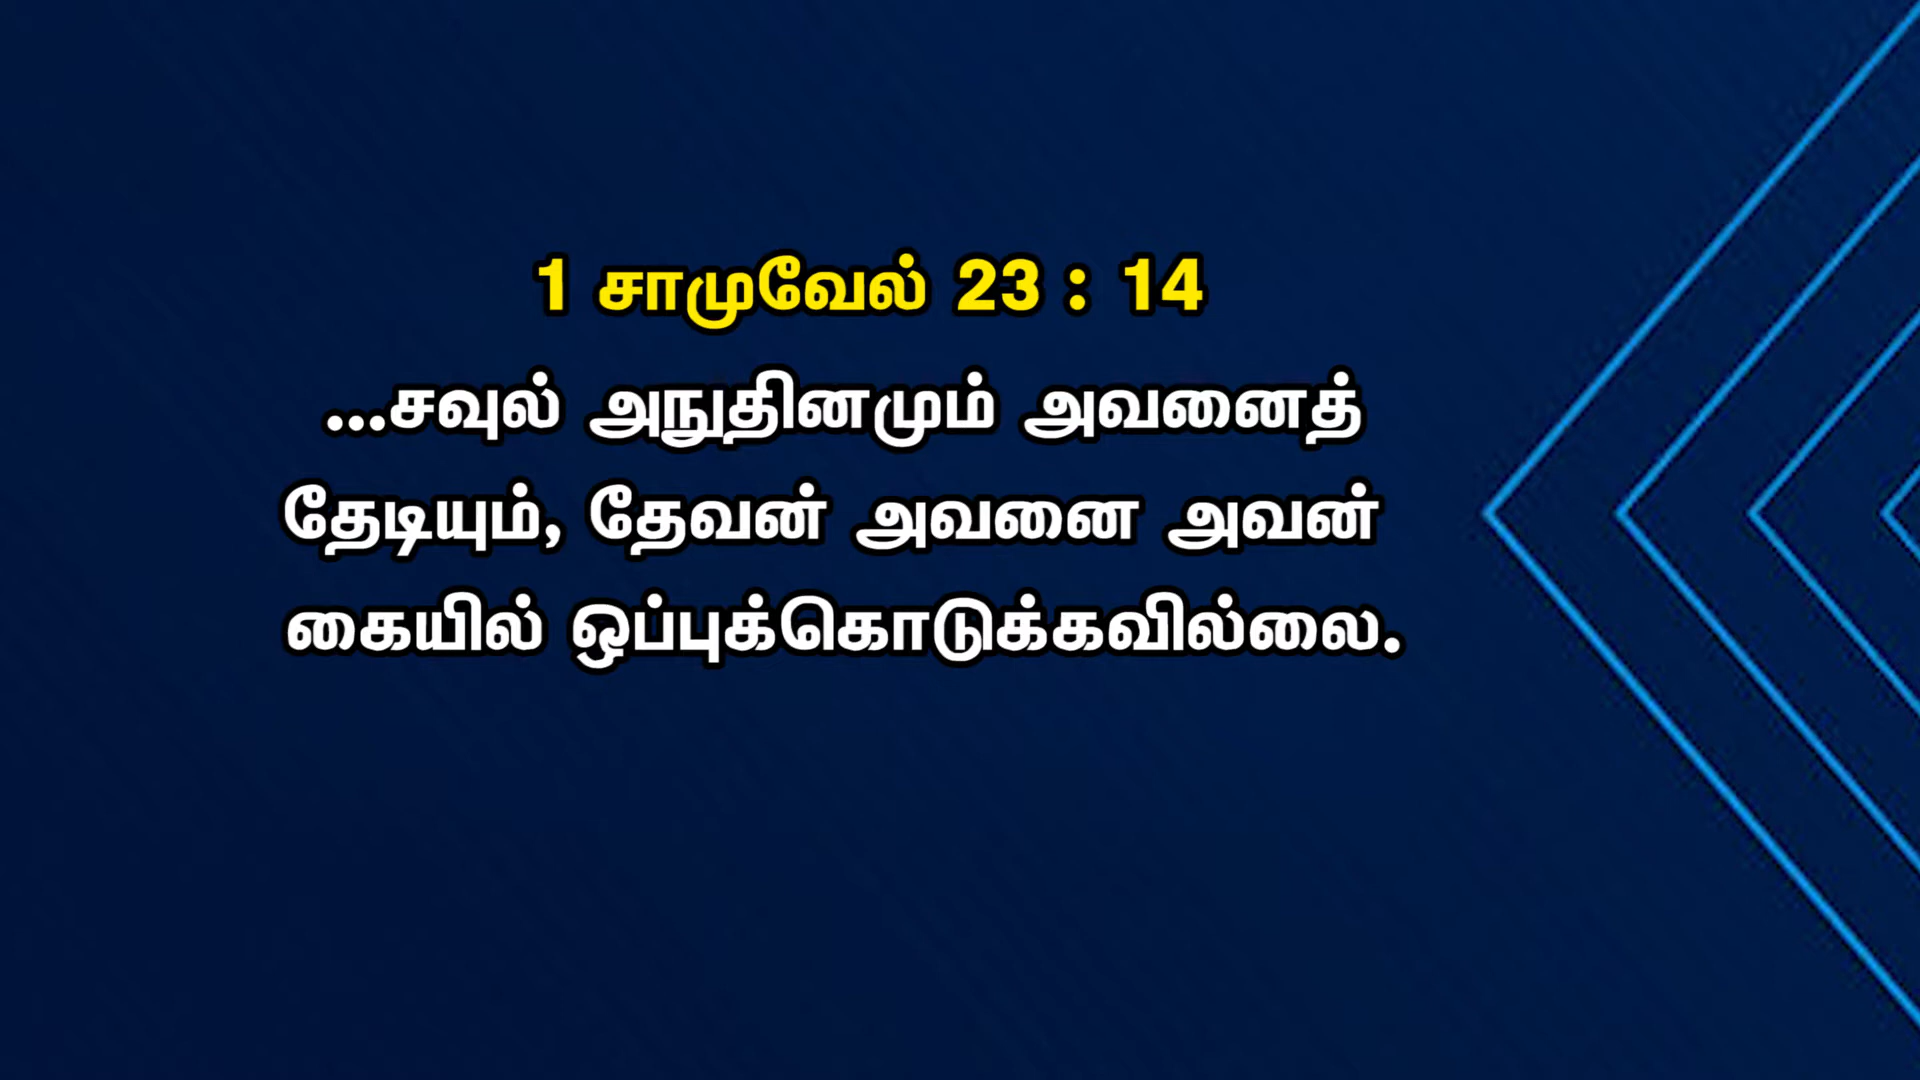 1 சாமுவேல் 23 : 14
...சவுல் அநுதினமும் அவனைத்
தேடியும், தேவன் அவனை அவன்
கையில் ஒப்புக்கொடுக்கவில்லை.